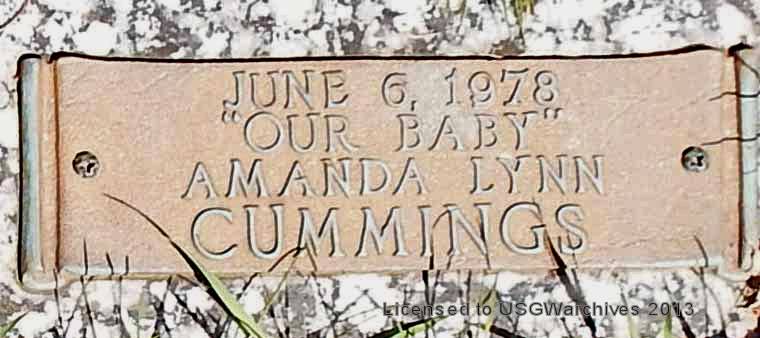 JUNE 6, 1978
"OUR BABY"
AMANDA LYNN
CUMMINGS
Licensed to USGWarchives 2013